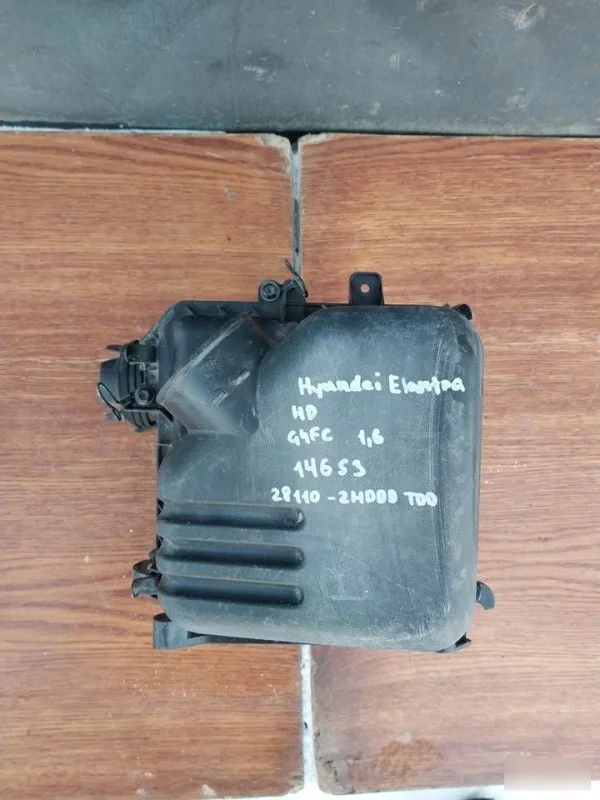 Hyundai Elantra
HD
G4FC 1,6
14653
28110-2H000 TDD